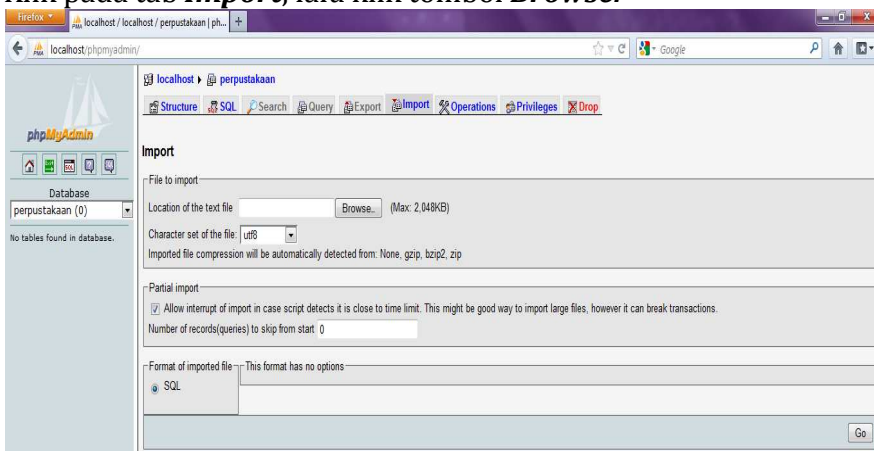 Klik pada tab Import, lalu klik tombol Browser
Firefox
localhost / localhost / perpustakaan | ph...
localhost/phpmyadmin/
Google
phpMyAdmin
Database
perpustakaan (0)
No tables found in database.
localhost perpustakaan
Structure SQL Search Query Export Import Operations Privileges Drop
Import
File to import
Location of the text file Browse.. (Max: 2,048KB)
Character set of the file: utf8
Imported file compression will be automatically detected from: None, gzip, bzip2, zip
Partial import
Allow interrupt of import in case script detects it is close to time limit. This might be good way to import large files, however it can break transactions.
Number of records(queries) to skip from start 0
Format of imported file
This format has no options
SQL
Go